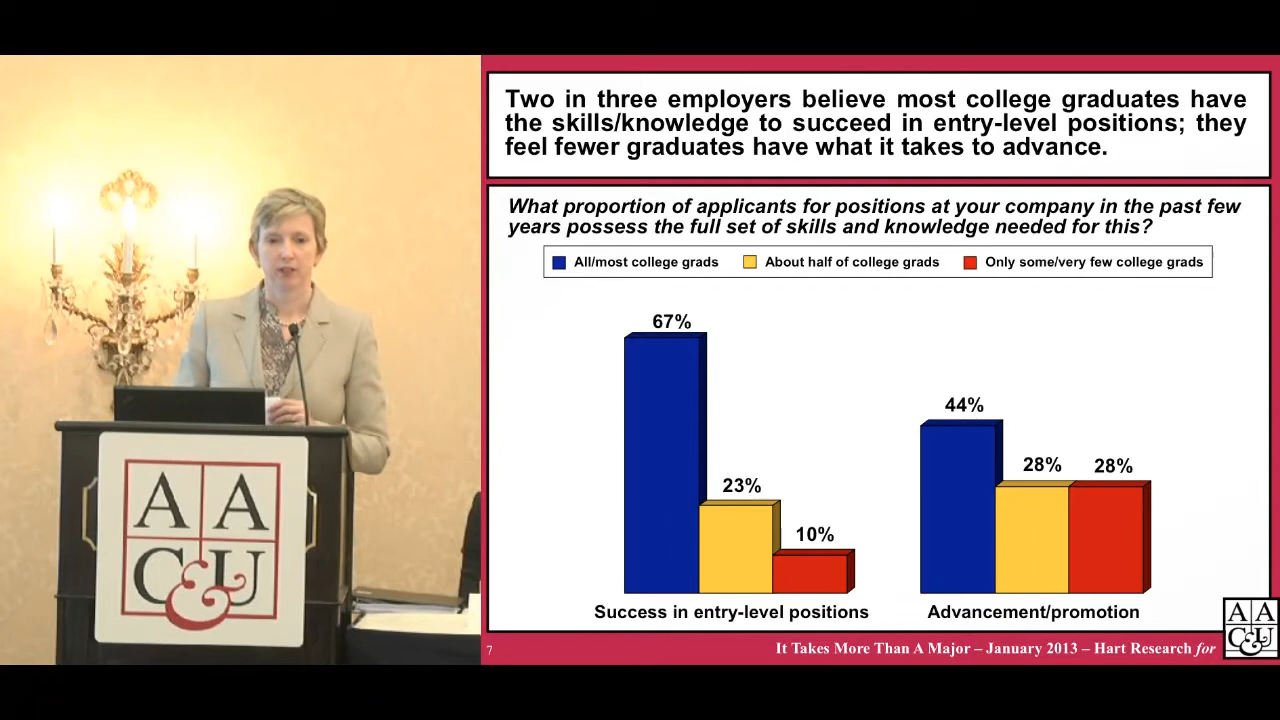 A A
C & U
Two in three employers believe most college graduates have
the skills/knowledge to succeed in entry-level positions; they
feel fewer graduates have what it takes to advance.
What proportion of applicants for positions at your company in the past few
years possess the full set of skills and knowledge needed for this?
All/most college grads
About half of college grads
Only some/very few college grads
67%
23%
10%
44%
28%
28%
Success in entry-level positions
Advancement/promotion
7
It Takes More Than A Major – January 2013 – Hart Research for
A A
C & U